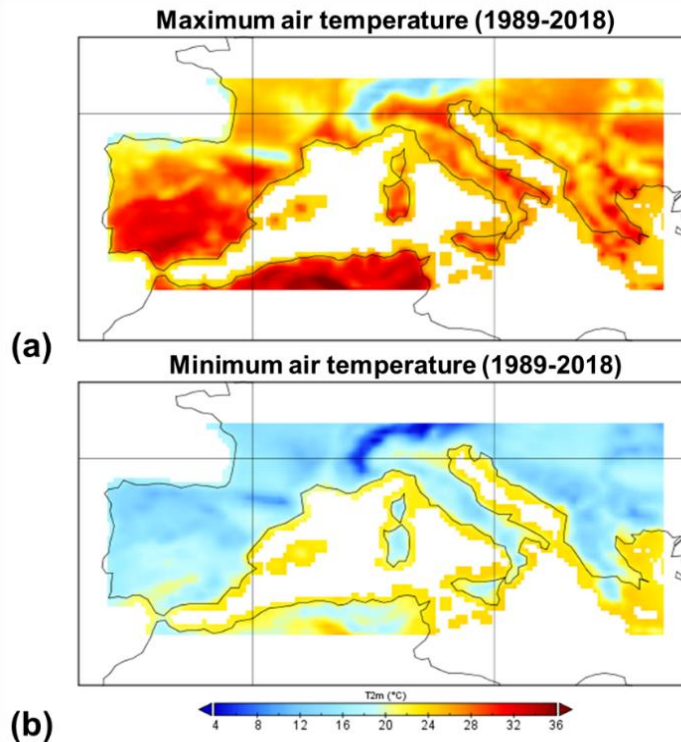 Maximum air temperature (1989-2018)
(a)
Minimum air temperature (1989-2018)
T2m (°C)
4 8 12 16 20 24 28 32 36
(b)